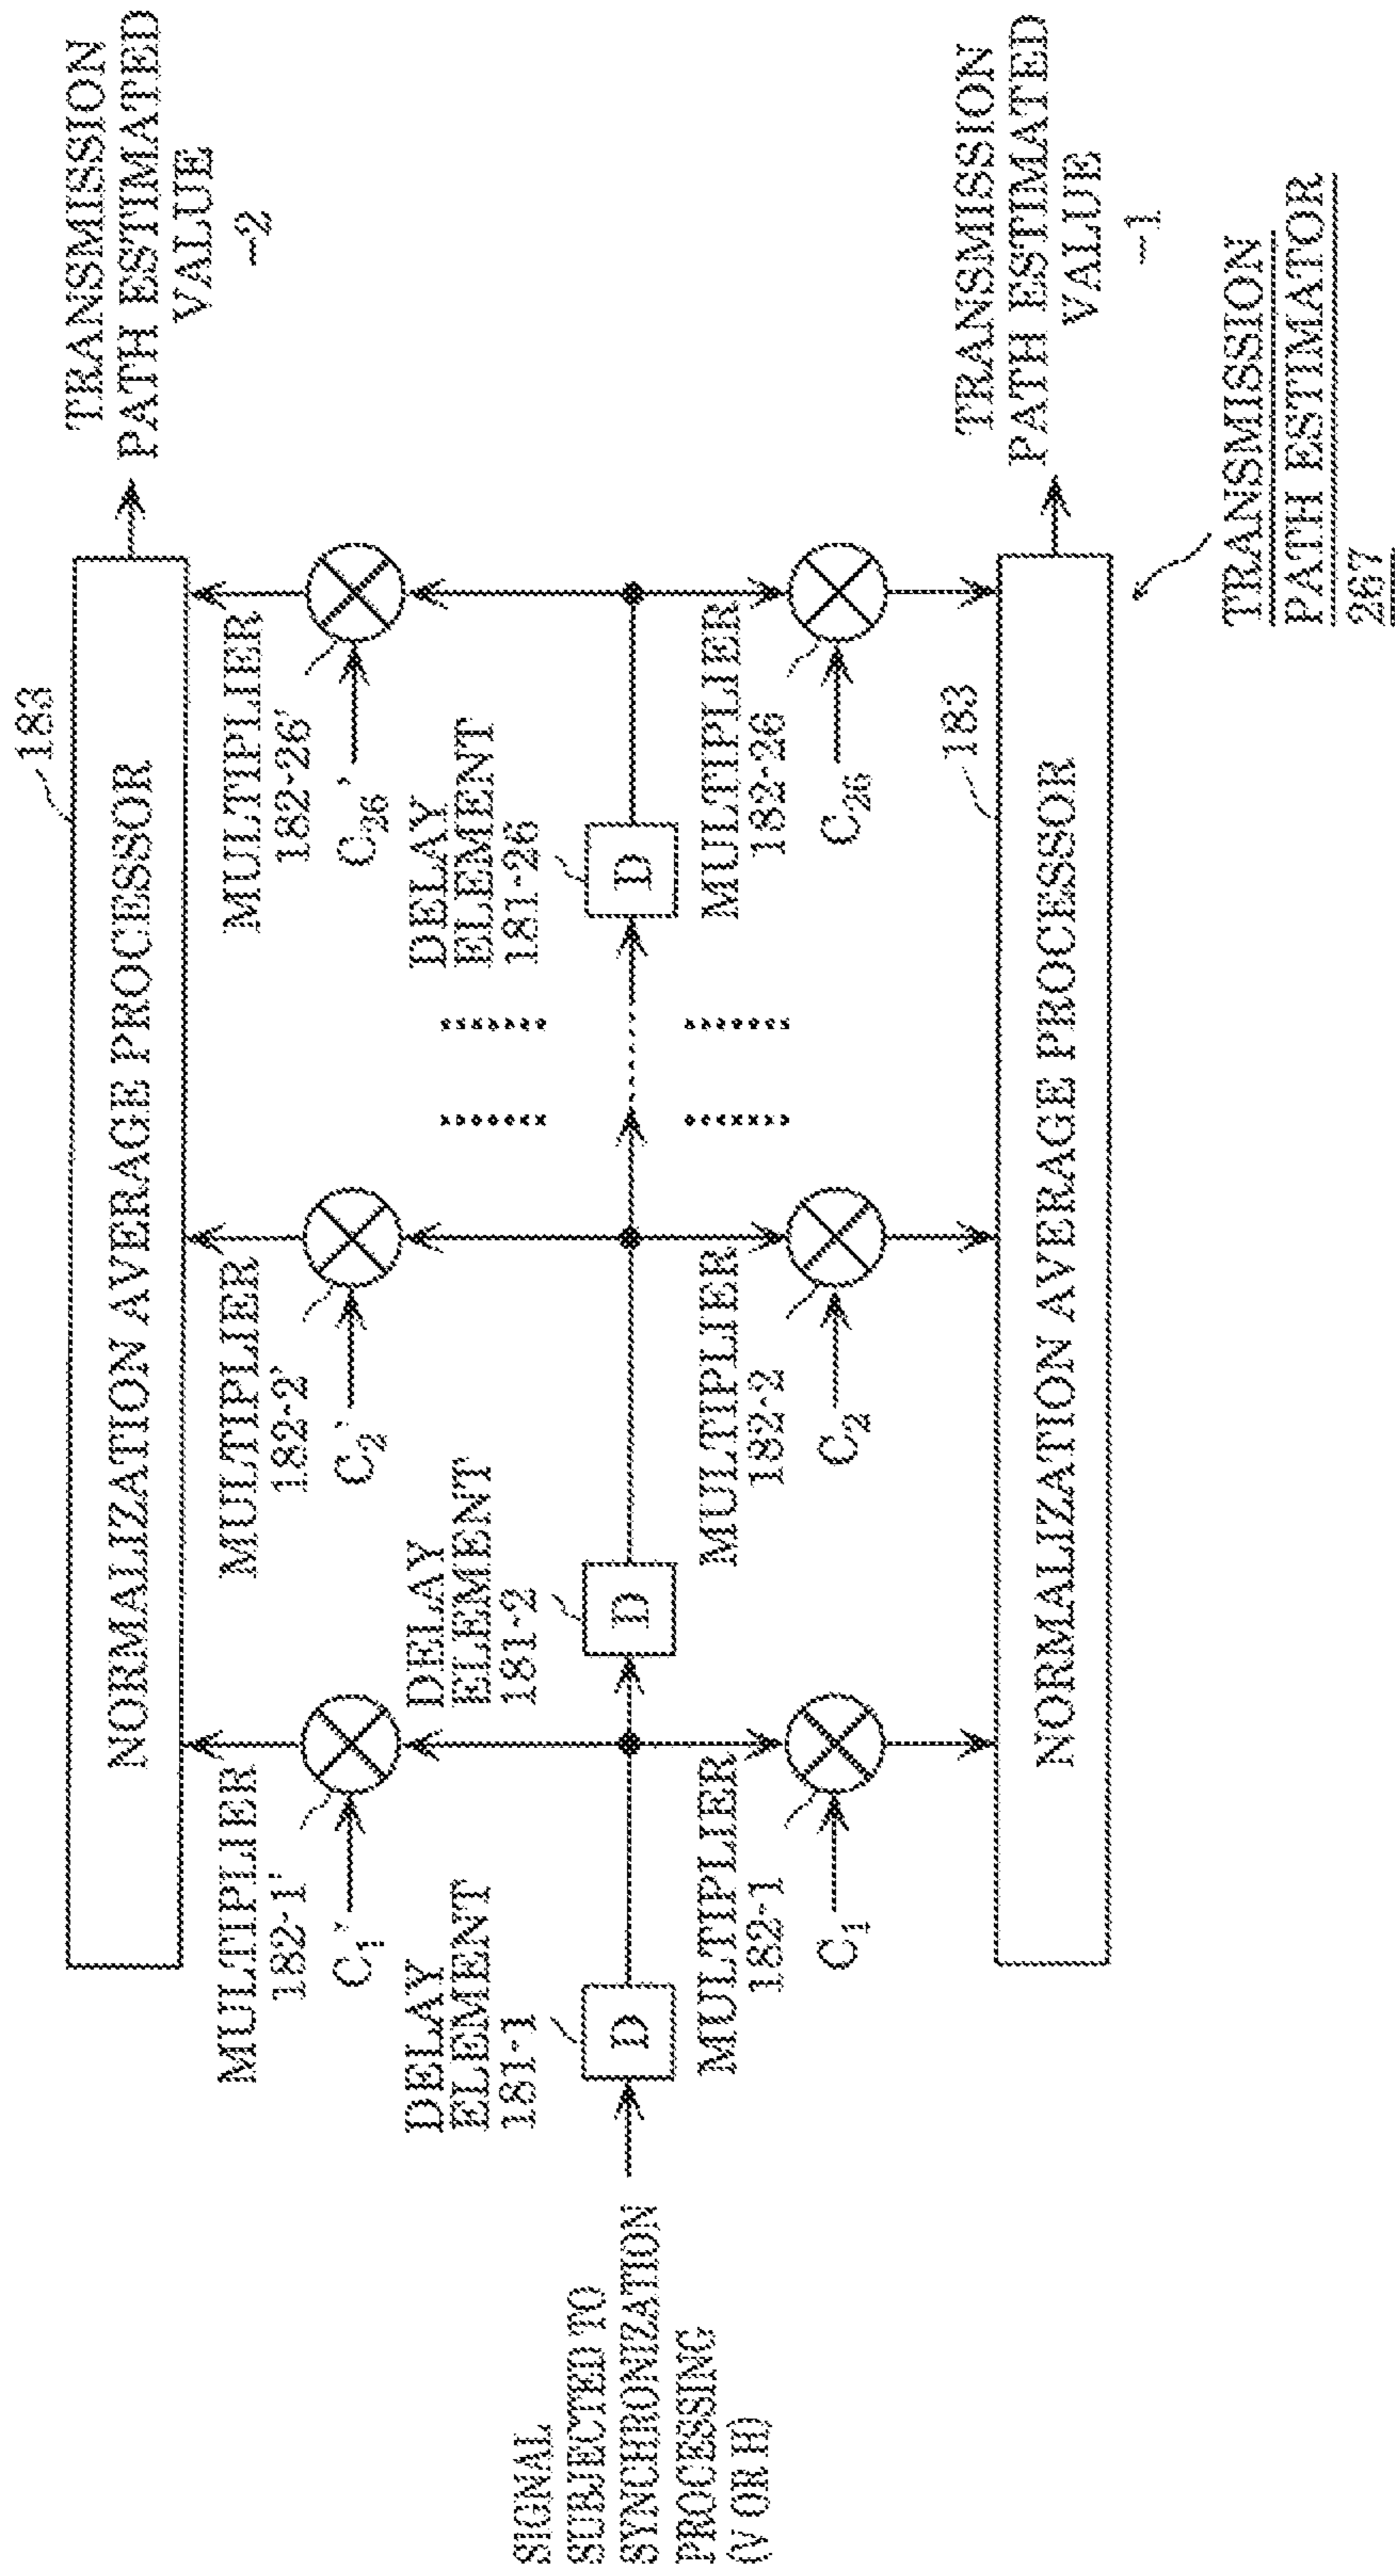 183
NORMALIZATION AVERAGE PROCESSOR
TRANSMISSION
PATH ESTIMATED
VALUE
-2
MULTIPLIER
182-1'
C1'
MULTIPLIER
182-2'
C2'
MULTIPLIER
182-26'
C26'
DELAY
ELEMENT
181-1
D
DELAY
ELEMENT
181-2
D
DELAY
ELEMENT
181-26
D
SIGNAL
SUBJECTED TO
SYNCHRONIZATION
PROCESSING
(V OR H)
MULTIPLIER
182-1
C1
MULTIPLIER
182-2
C2
MULTIPLIER
182-26
C26
183
NORMALIZATION AVERAGE PROCESSOR
TRANSMISSION
PATH ESTIMATED
VALUE
-1
TRANSMISSION
PATH ESTIMATOR
267